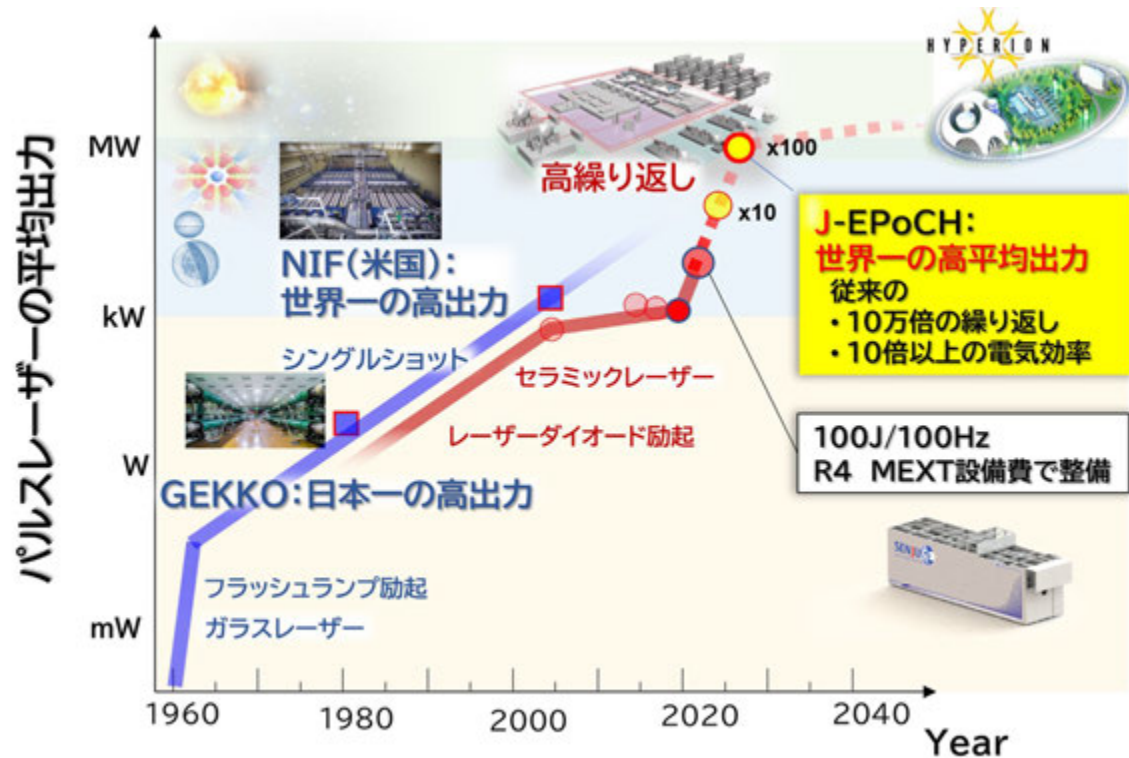 HYPERION
パルスレーザーの平均出力
MW
kW
W
mW
高繰り返し
x100
x10
NIF(米国):
世界一の高出力
シングルショット
セラミックレーザー
レーザーダイオード励起
GEKKO:日本一の高出力
フラッシュランプ励起
ガラスレーザー
J-EPoCH:
世界一の高平均出力
従来の
・10万倍の繰り返し
・10倍以上の電気効率
100J/100Hz
R4 MEXT設備費で整備
SENJU
1960
1980
2000
2020
2040
Year